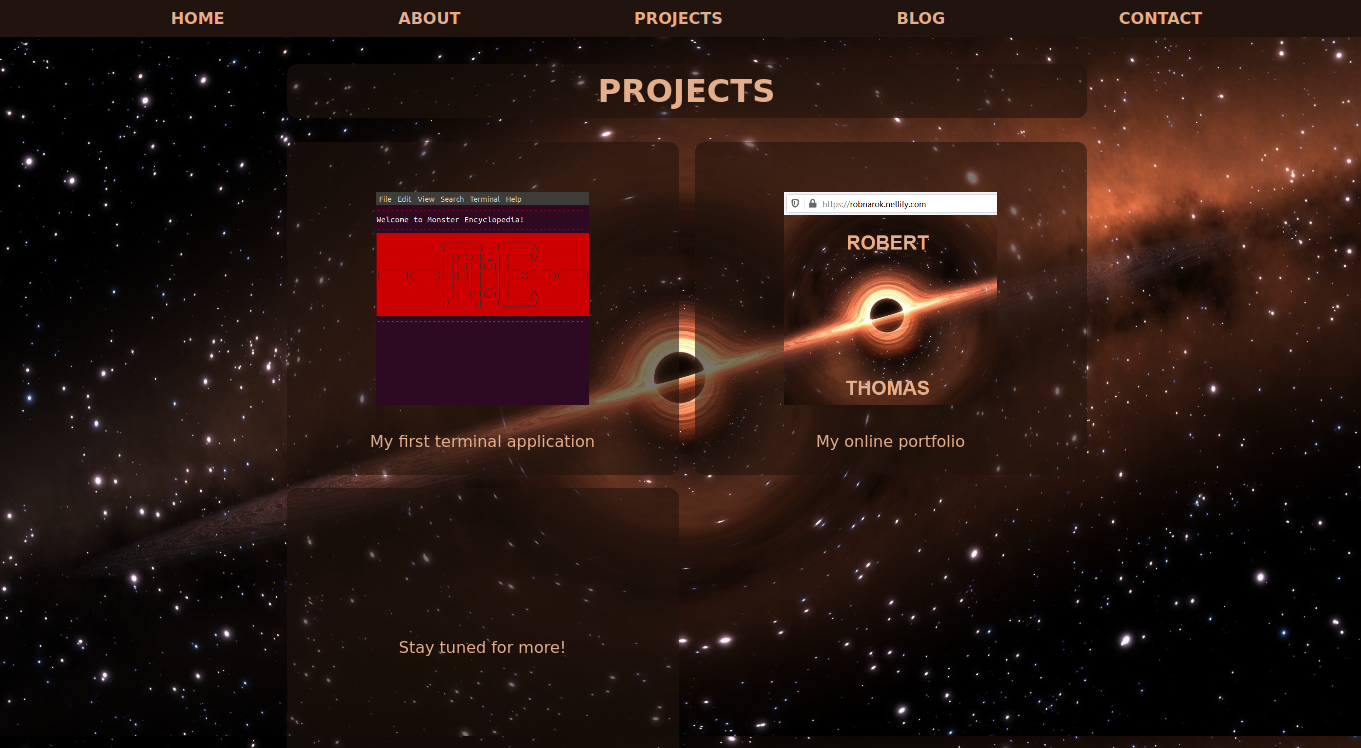 HOME ABOUT PROJECTS BLOG CONTACT
PROJECTS
File Edit View Search Terminal Help
Welcome to Monster Encyclopedia!
https://robnarok.netlify.com
ROBERT
THOMAS
My first terminal application
My online portfolio
Stay tuned for more!